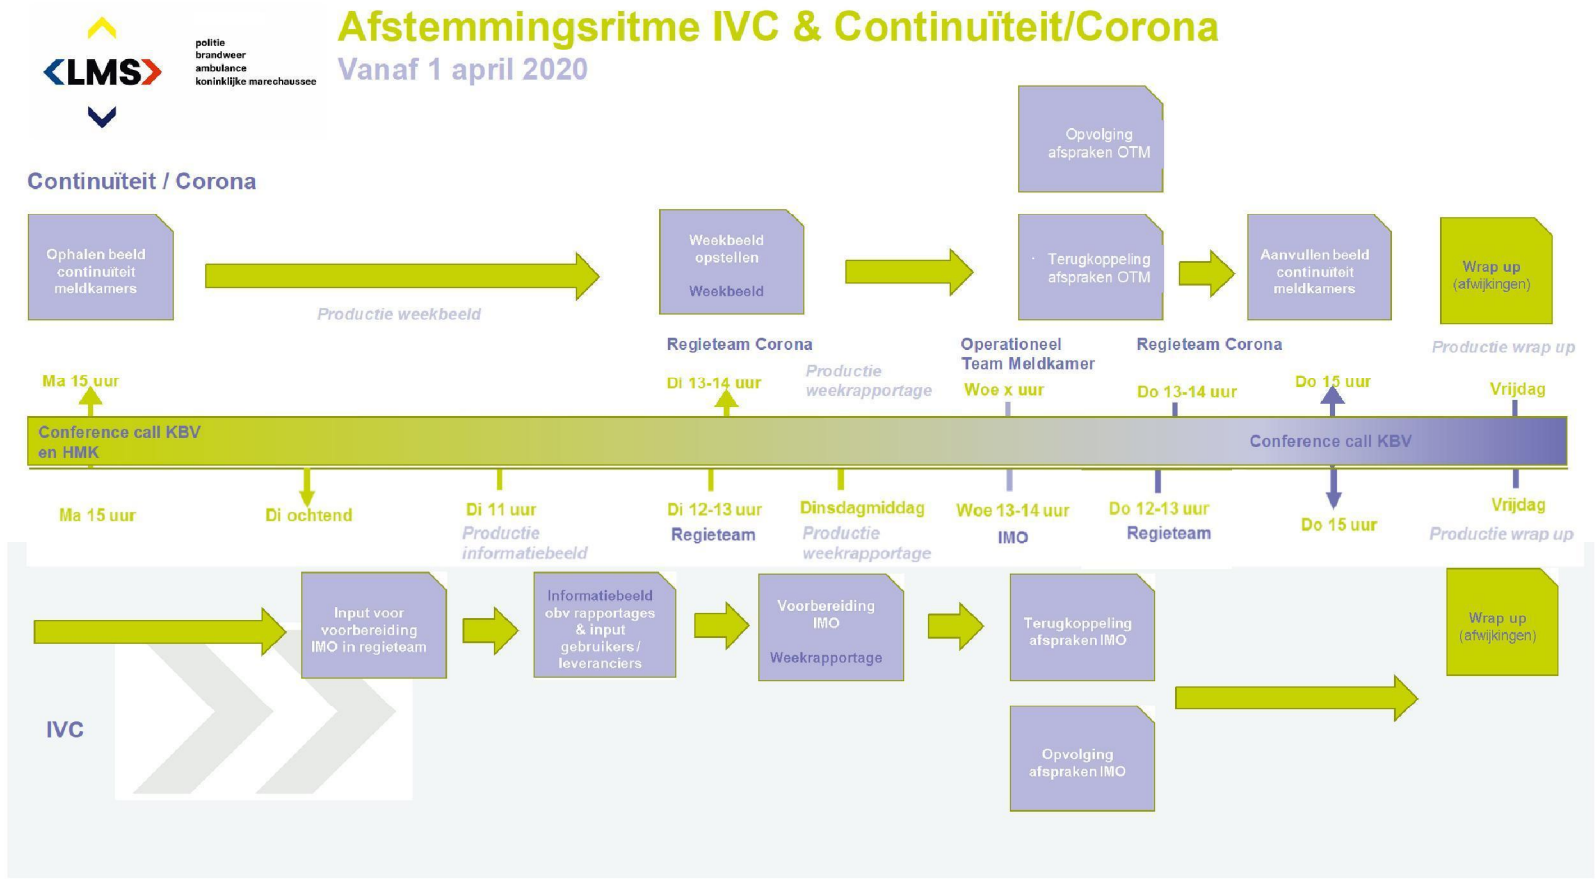 Afstemmingsritme IVC & Continuïteit/Corona
Vanaf 1 april 2020
<LMS>
politie
brandweer
ambulance
koninklijke marechaussee
Opvolging
afspraken OTM
Continuïteit / Corona
Ophalen beeld
continuïteit
meldkamers
Productie weekbeeld
Weekbeeld
opstellen
Weekbeeld
Terugkoppeling
afspraken OTM
Aanvullen beeld
continuïteit
meldkamers
Wrap up
(afwijkingen)
Regieteam Corona
Operationeel
Team Meldkamer
Regieteam Corona
Productie wrap up
Ma 15 uur
Di 13-14 uur
Productie
weekrapportage
Woe x uur
Do 13-14 uur
Do 15 uur
Vrijdag
Conference call KBV
en HMK
Conference call KBV
Ma 15 uur
Di ochtend
Di 11 uur
Productie
informatiebeeld
Di 12-13 uur
Regieteam
Dinsdagmiddag
Productie
weekrapportage
Woe 13-14 uur
IMO
Do 12-13 uur
Regieteam
Do 15 uur
Vrijdag
Productie wrap up
Input voor
voorbereiding
IMO in regieteam
Informatiebeeld
obv rapportages
& input
gebruikers /
leveranciers
Voorbereiding
IMO
Weekrapportage
Terugkoppeling
afspraken IMO
Wrap up
(afwijkingen)
IVC
Opvolging
afspraken IMO